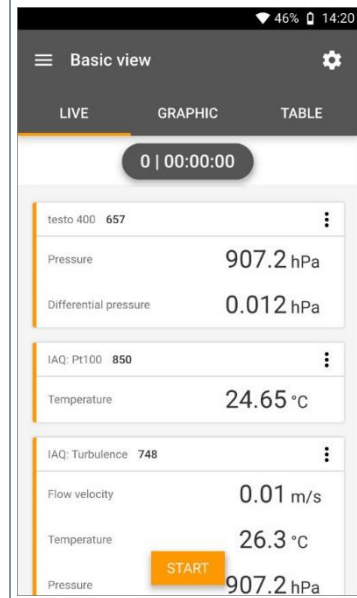 46% 14:20
Basic view
LIVE GRAPHIC TABLE
0 | 00:00:00
testo 400 657
Pressure 907.2 hPa
Differential pressure 0.012 hPa
IAQ: Pt100 850
Temperature 24.65 °C
IAQ: Turbulence 748
Flow velocity 0.01 m/s
Temperature 26.3 °C
START
Pressure 907.2 hPa